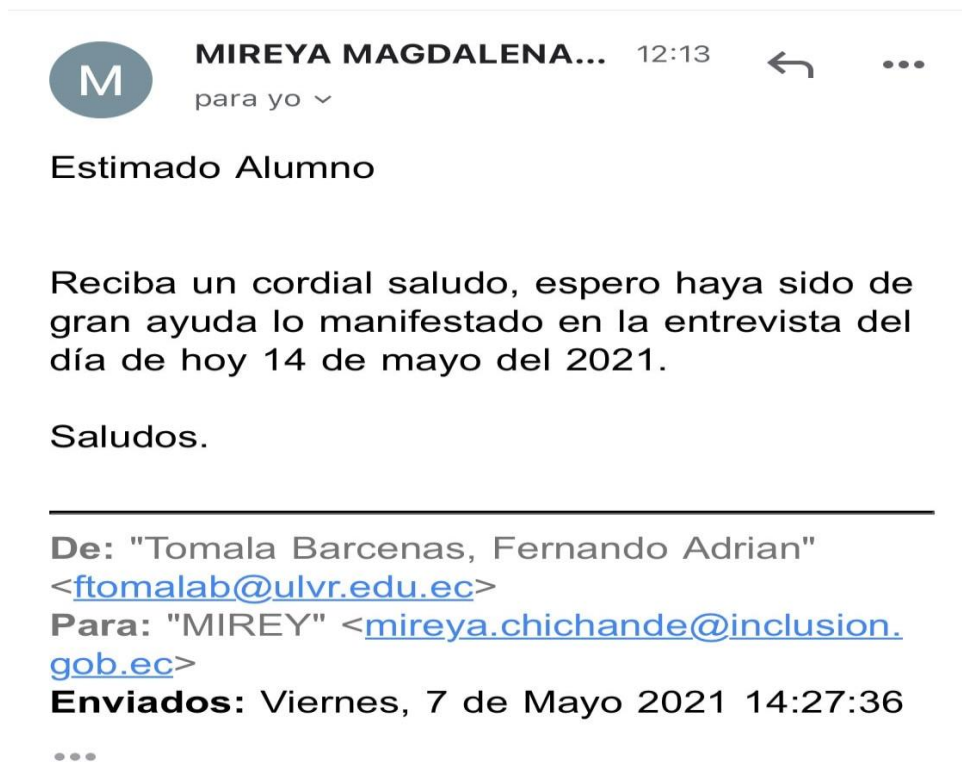 M
MIREYA MAGDALENA... 12:13
para yo
Estimado Alumno
Reciba un cordial saludo, espero haya sido de
gran ayuda lo manifestado en la entrevista del
día de hoy 14 de mayo del 2021.
Saludos.
De: "Tomala Barcenas, Fernando Adrian"
<ftomalab@ulvr.edu.ec>
Para: "MIREY" <mireya.chichande@inclusion.
gob.ec>
Enviados: Viernes, 7 de Mayo 2021 14:27:36